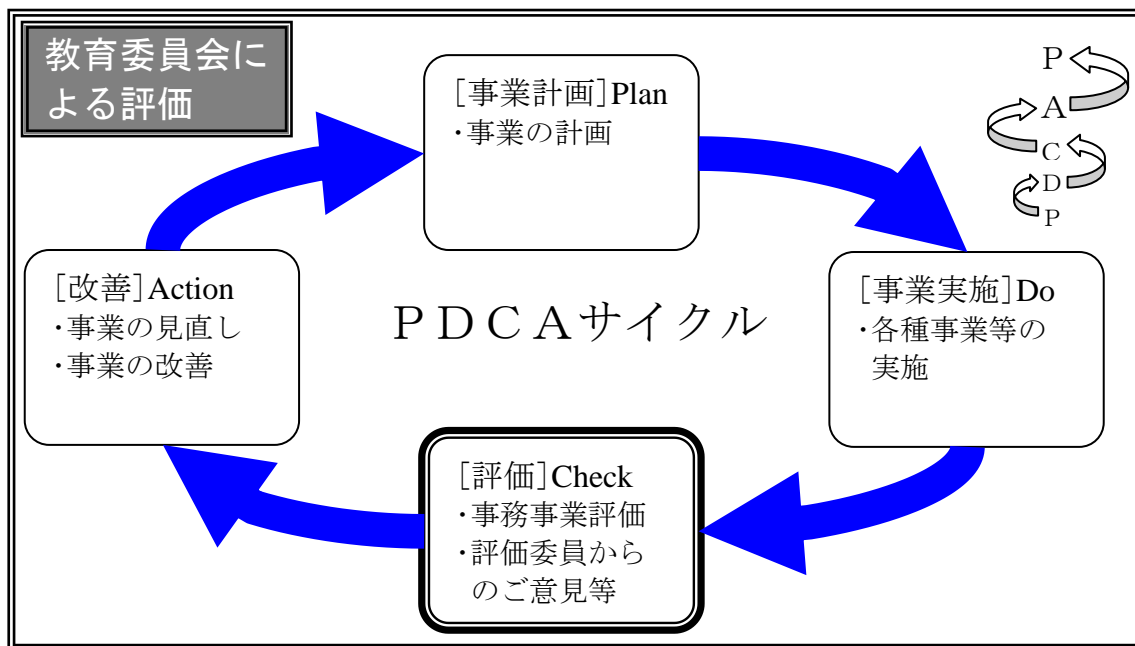 教育委員会に
よる評価
[事業計画]Plan
・事業の計画
P
A
C
D
P
[改善]Action
・事業の見直し
・事業の改善
PDCAサイクル
[事業実施]Do
・各種事業等の
実施
[評価]Check
・事務事業評価
・評価委員から
のご意見等